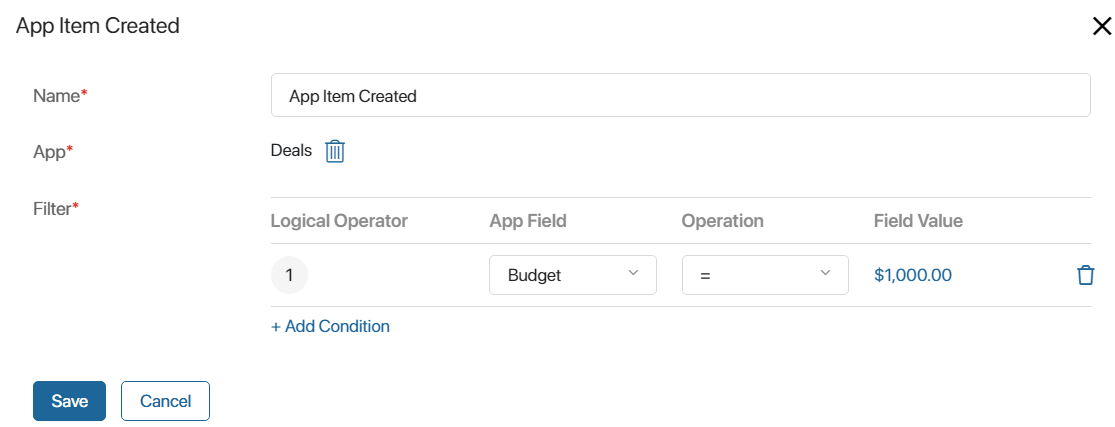 App Item Created
Name*
App Item Created
App*
Deals
Filter*
Logical Operator App Field Operation Field Value
1 Budget = $1,000.00
+ Add Condition
Save Cancel